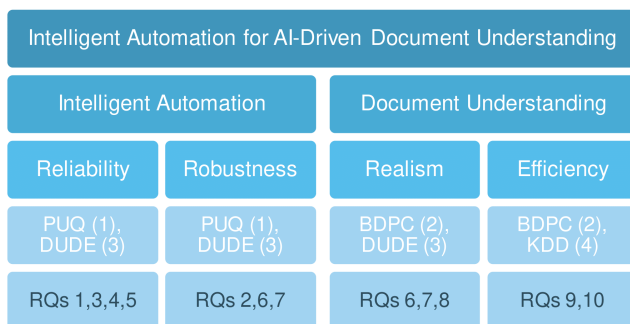 Intelligent Automation for AI-Driven Document Understanding
Intelligent Automation
Document Understanding
Reliability
Robustness
Realism
Efficiency
PUQ (1),
DUDE (3)
PUQ (1),
DUDE (3)
BDPC (2),
DUDE (3)
BDPC (2),
KDD (4)
RQs 1,3,4,5
RQs 2,6,7
RQs 6,7,8
RQs 9,10